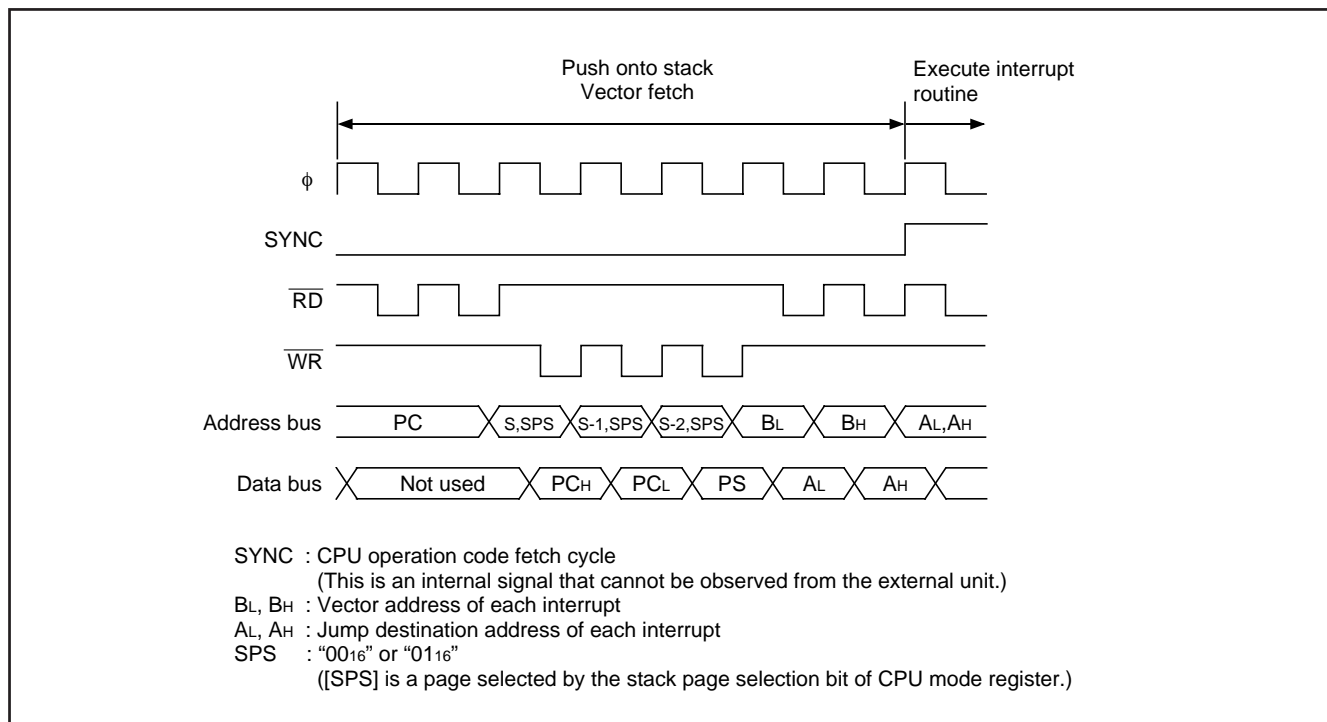 Push onto stack
Vector fetch
Execute interrupt
routine
φ
SYNC
RD
WR
Address bus
PC
S,SPS
S-1,SPS
S-2,SPS
BL
BH
AL,AH
Data bus
Not used
PCH
PCL
PS
AL
AH
SYNC : CPU operation code fetch cycle
(This is an internal signal that cannot be observed from the external unit.)
BL, BH : Vector address of each interrupt
AL, AH : Jump destination address of each interrupt
SPS : “0016” or “0116”
([SPS] is a page selected by the stack page selection bit of CPU mode register.)